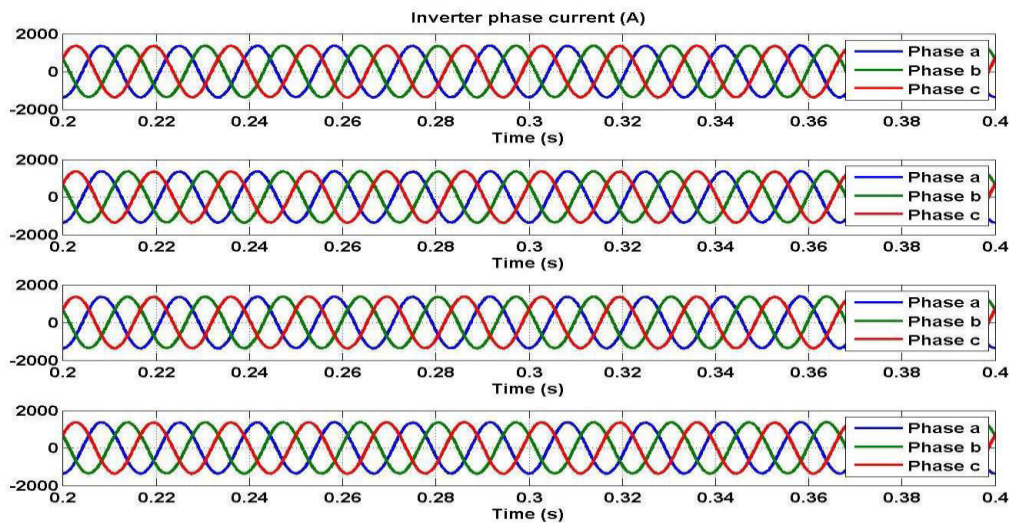 Inverter phase current (A)
2000
0
-2000
Phase a
Phase b
Phase c
0.2 0.22 0.24 0.26 0.28 0.3 0.32 0.34 0.36 0.38 0.4
Time (s)
2000
0
-2000
Phase a
Phase b
Phase c
0.2 0.22 0.24 0.26 0.28 0.3 0.32 0.34 0.36 0.38 0.4
Time (s)
2000
0
-2000
Phase a
Phase b
Phase c
0.2 0.22 0.24 0.26 0.28 0.3 0.32 0.34 0.36 0.38 0.4
Time (s)
2000
0
-2000
Phase a
Phase b
Phase c
0.2 0.22 0.24 0.26 0.28 0.3 0.32 0.34 0.36 0.38 0.4
Time (s)